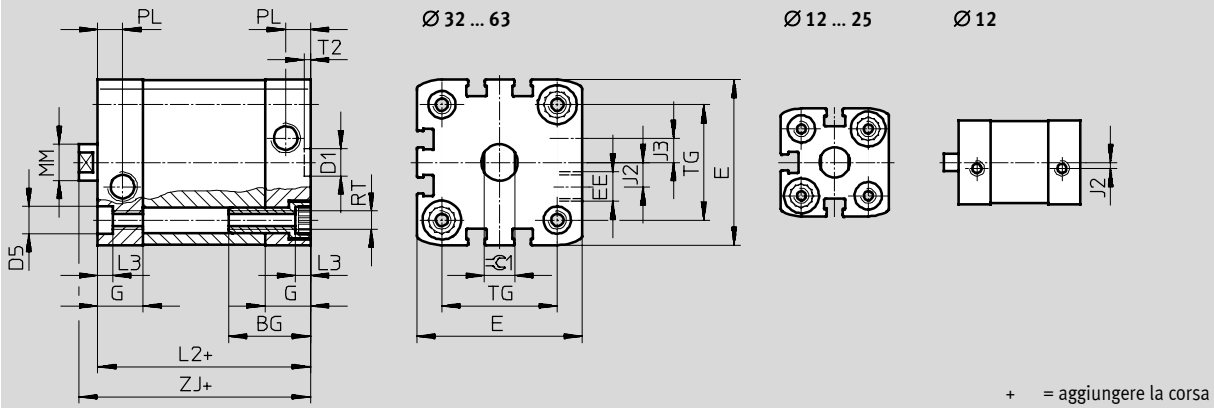 PL
PL
T2
MM
D1
RT
D5
L3
L3
G
G
BG
L2+
ZJ+
Ø 32 ... 63
J3
J2
EE
TG
E
1
TG
E
Ø 12 ... 25
Ø 12
J2
+ = aggiungere la corsa